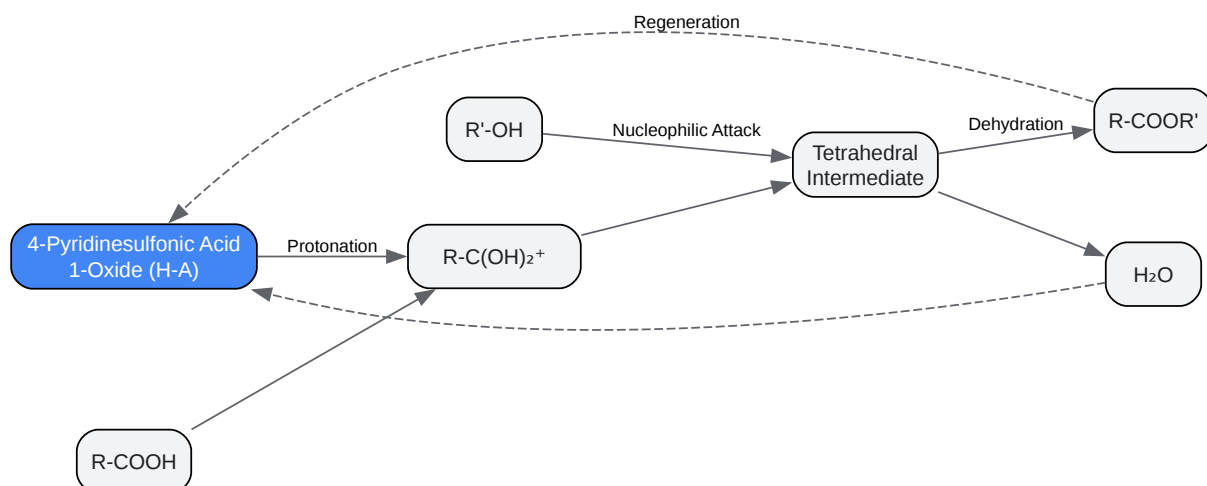 Regeneration
R'-OH
Nucleophilic Attack
Tetrahedral
Intermediate
Dehydration
R-COOR'
4-Pyridinesulfonic Acid
1-Oxide (H-A)
Protonation
R-C(OH)₂⁺
H₂O
R-COOH